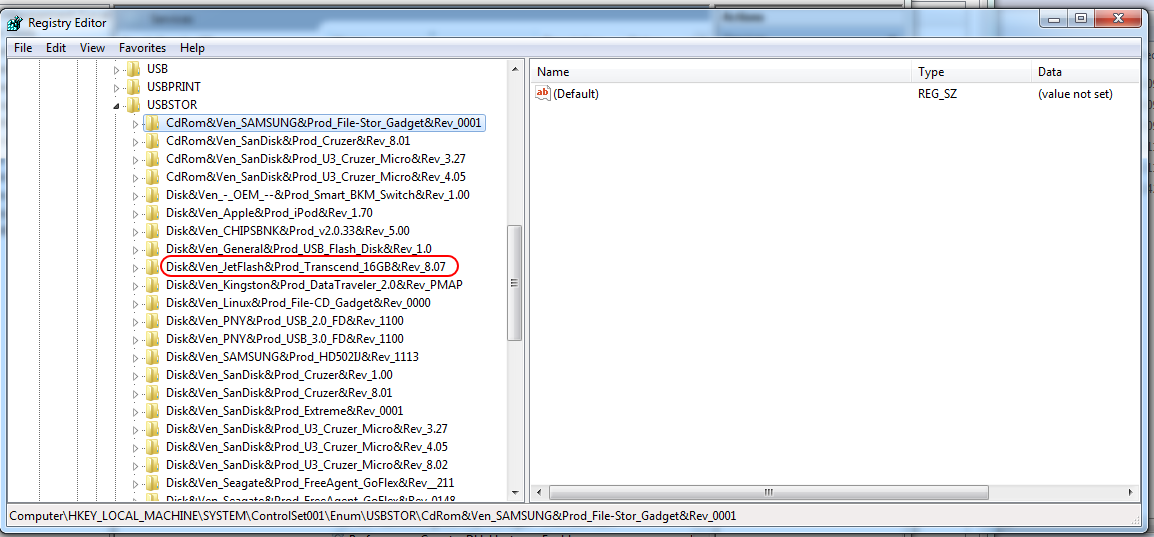 Registry Editor
File Edit View Favorites Help
USB
USBPRINT
USBSTOR
CdRom&Ven_SAMSUNG&Prod_File-Stor_Gadget&Rev_0001
CdRom&Ven_SanDisk&Prod_Cruzer&Rev_8.01
CdRom&Ven_SanDisk&Prod_U3_Cruzer_Micro&Rev_3.27
CdRom&Ven_SanDisk&Prod_U3_Cruzer_Micro&Rev_4.05
Disk&Ven_-_OEM_--&Prod_Smart_BKM_Switch&Rev_1.00
Disk&Ven_Apple&Prod_iPod&Rev_1.70
Disk&Ven_CHIPSBNK&Prod_v2.0.33&Rev_5.00
Disk&Ven_General&Prod_USB_Flash_Disk&Rev_1.0
Disk&Ven_JetFlash&Prod_Transcend_16GB&Rev_8.07
Disk&Ven_Kingston&Prod_DataTraveler_2.0&Rev_PMAP
Disk&Ven_Linux&Prod_File-CD_Gadget&Rev_0000
Disk&Ven_PNY&Prod_USB_2.0_FD&Rev_1100
Disk&Ven_PNY&Prod_USB_3.0_FD&Rev_1100
Disk&Ven_SAMSUNG&Prod_HD502IJ&Rev_1113
Disk&Ven_SanDisk&Prod_Cruzer&Rev_1.00
Disk&Ven_SanDisk&Prod_Cruzer&Rev_8.01
Disk&Ven_SanDisk&Prod_Extreme&Rev_0001
Disk&Ven_SanDisk&Prod_U3_Cruzer_Micro&Rev_3.27
Disk&Ven_SanDisk&Prod_U3_Cruzer_Micro&Rev_4.05
Disk&Ven_SanDisk&Prod_U3_Cruzer_Micro&Rev_8.02
Disk&Ven_Seagate&Prod_FreeAgent_GoFlex&Rev__211
Disk&Ven_Seagate&Prod_FreeAgent_GoFlex&Rev_0148
Name Type Data
ab (Default) REG_SZ (value not set)
Computer\HKEY_LOCAL_MACHINE\SYSTEM\ControlSet001\Enum\USBSTOR\CdRom&Ven_SAMSUNG&Prod_File-Stor_Gadget&Rev_0001